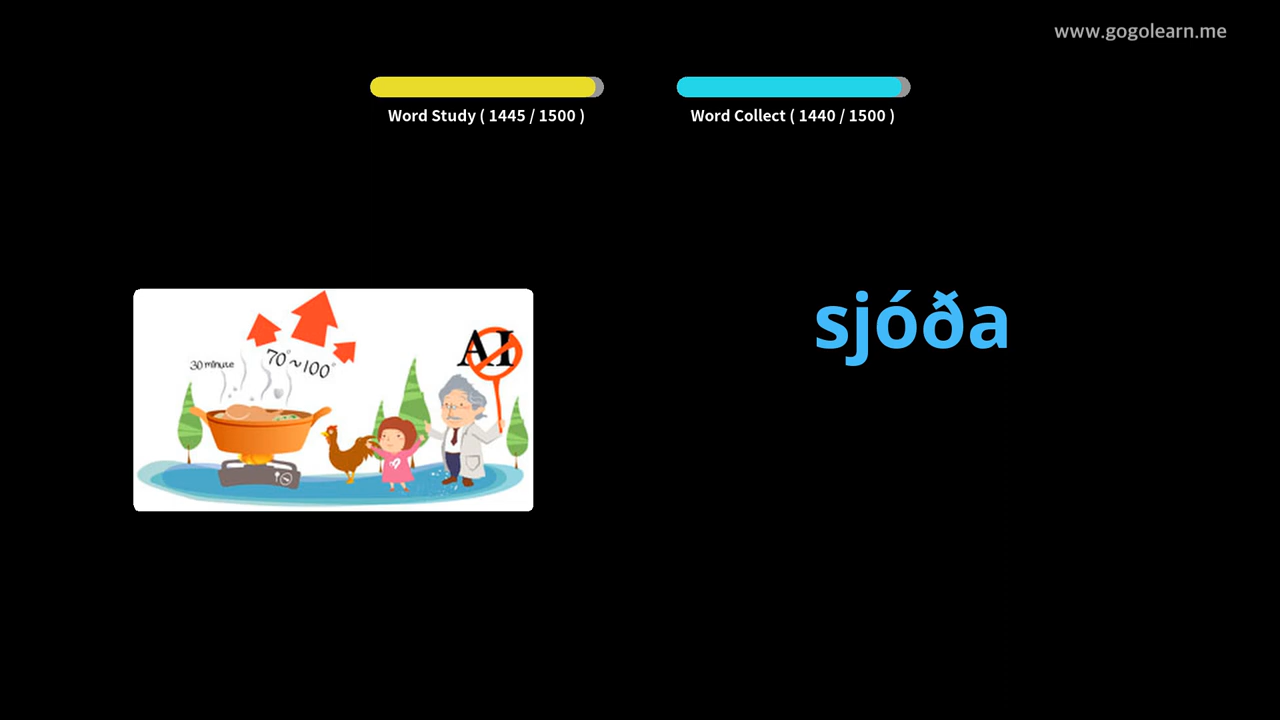 www.gogolearn.me
Word Study ( 1445 / 1500 )
Word Collect ( 1440 / 1500 )
30 minute
70°~100°
AI
sjóða